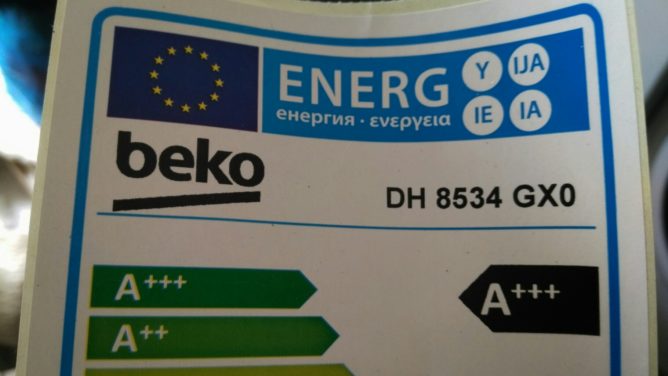 ENERG Y IJA
енергия · ενεργεια IE IA
beko
DH 8534 GX0
A+++ A+++
A++